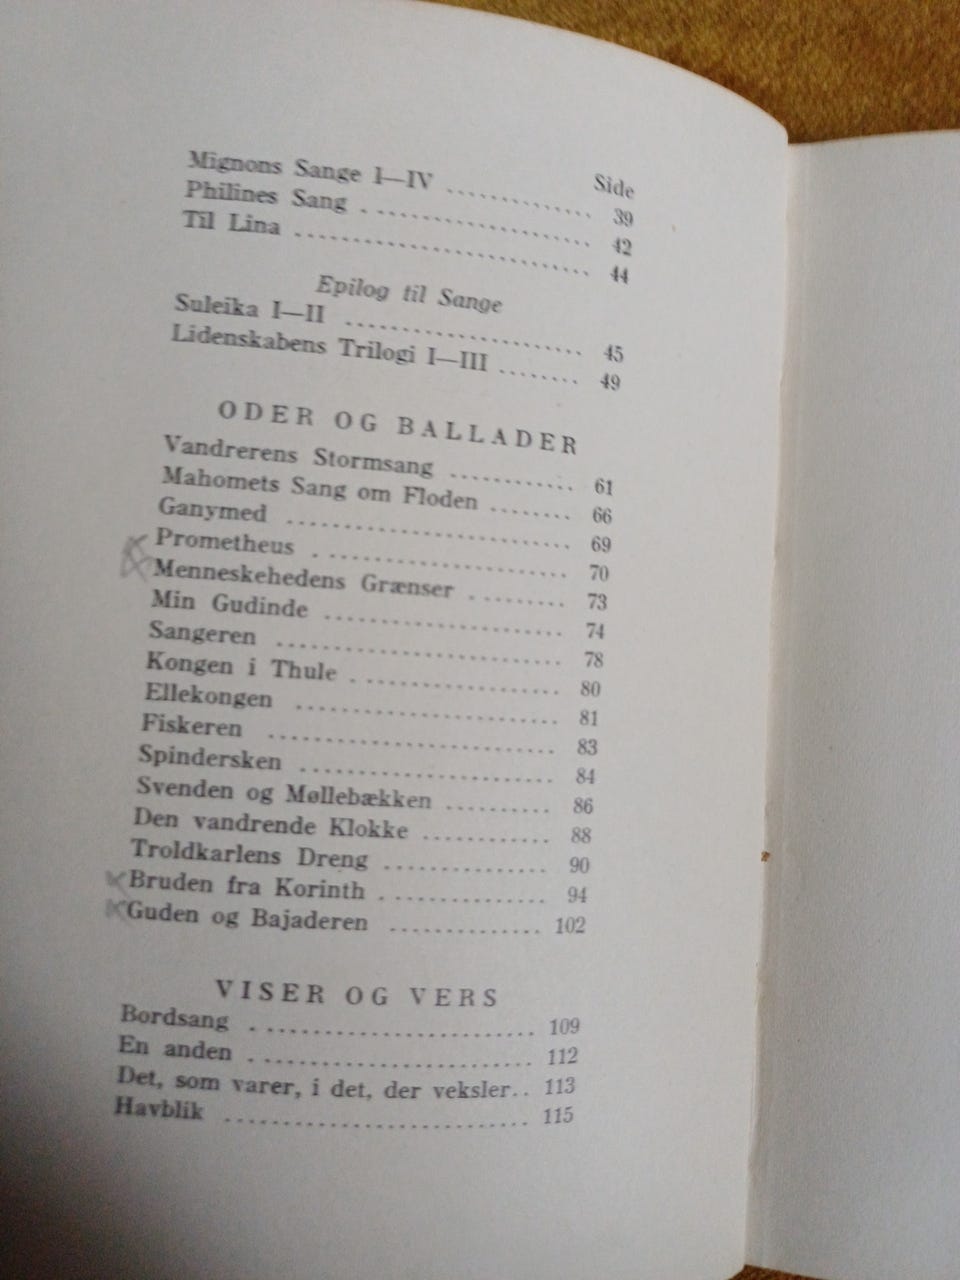 Side
Mignons Sange I—IV .............. 39
Philines Sang ...................... 42
Til Lina ............................ 44
Epilog til Sange
Suleika I—II ....................... 45
Lidenskabens Trilogi I—III ........ 49
ODER OG BALLADER
Vandrerens Stormsang ............ 61
Mahomets Sang om Floden ........ 66
Ganymed ........................... 69
Prometheus ........................ 70
Menneskehedens Grænser ......... 73
Min Gudinde ...................... 74
Sangeren ........................... 78
Kongen i Thule .................... 80
Ellekongen ......................... 81
Fiskeren ............................ 83
Spindersken ........................ 84
Svenden og Møllebækken .......... 86
Den vandrende Klokke ............ 88
Troldkarlens Dreng ................ 90
Bruden fra Korinth ................ 94
Guden og Bajaderen ............... 102
VISER OG VERS
Bordsang ........................... 109
En anden ........................... 112
Det, som varer, i det, der veksler.. 113
Havblik ............................. 115